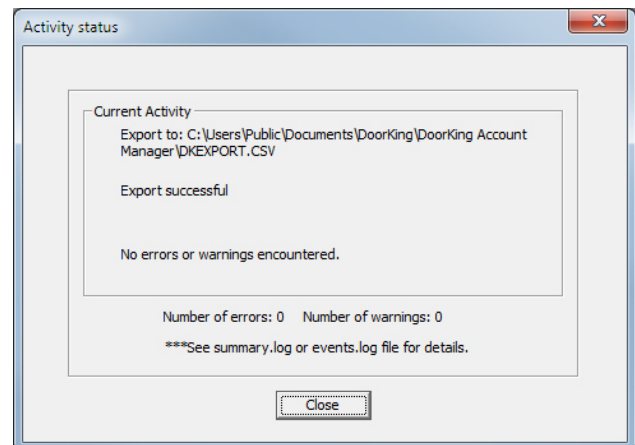 Activity status
Current Activity
Export to: C:\Users\Public\Documents\DoorKing\DoorKing Account
Manager\DKEXPORT.CSV
Export successful
No errors or warnings encountered.
Number of errors: 0 Number of warnings: 0
***See summary.log or events.log file for details.
Close